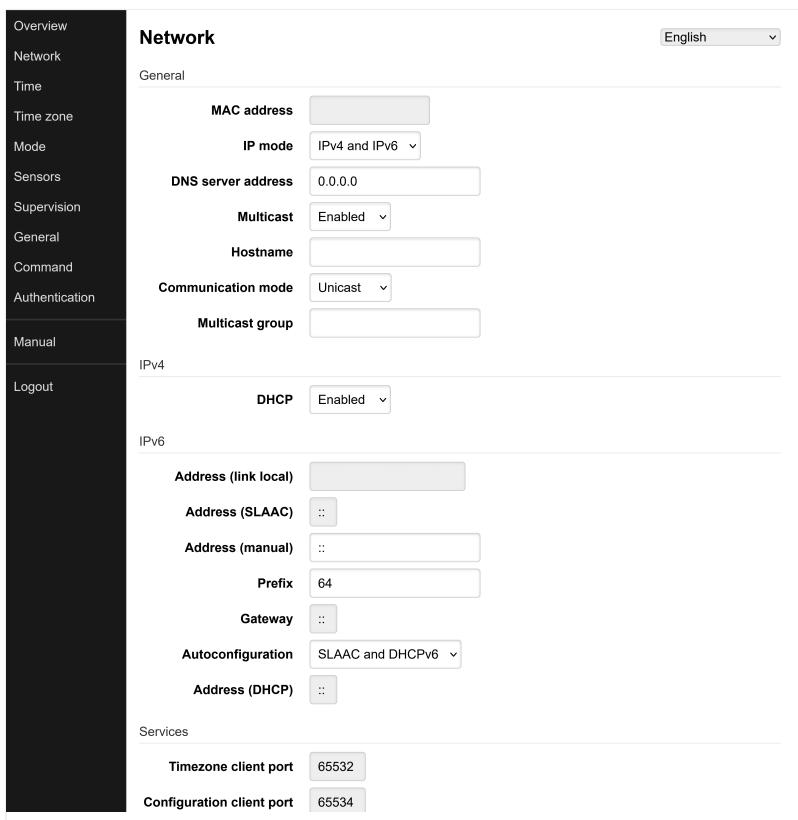 Overview
Network
Time
Time zone
Mode
Sensors
Supervision
General
Command
Authentication
Manual
Logout
Network
English
General
MAC address
IP mode IPv4 and IPv6
DNS server address 0.0.0.0
Multicast Enabled
Hostname
Communication mode Unicast
Multicast group
IPv4
DHCP Enabled
IPv6
Address (link local)
Address (SLAAC) ::
Address (manual) ::
Prefix 64
Gateway ::
Autoconfiguration SLAAC and DHCPv6
Address (DHCP) ::
Services
Timezone client port 65532
Configuration client port 65534